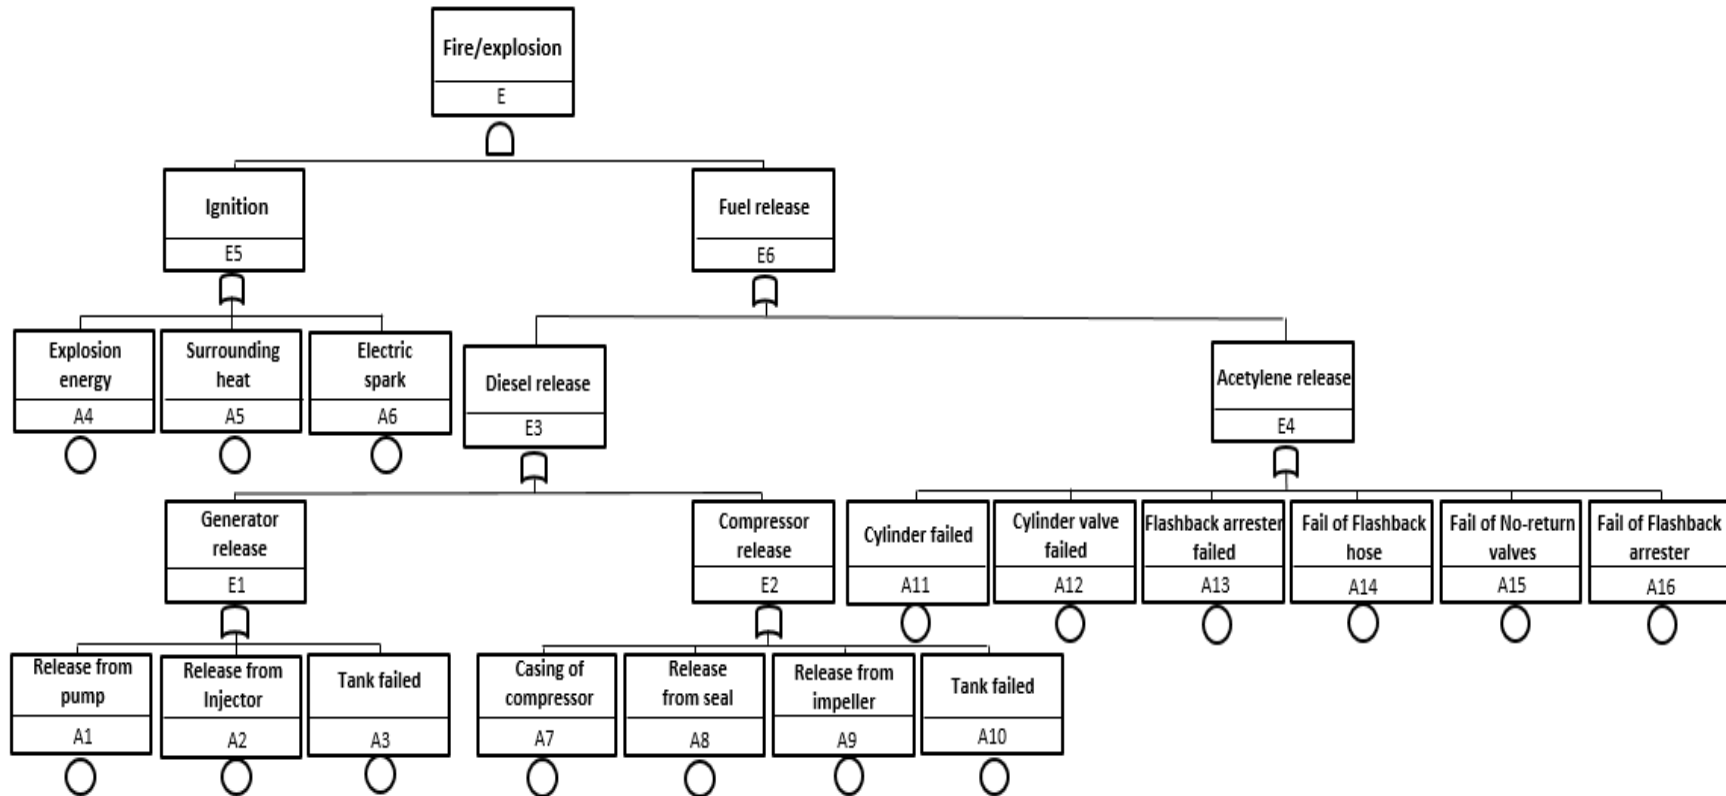 Fire/explosion
E
Ignition
E5
Fuel release
E6
Explosion
energy
A4
Surrounding
heat
A5
Electric
spark
A6
Diesel release
E3
Acetylene release
E4
Generator
release
E1
Compressor
release
E2
Cylinder failed
A11
Cylinder valve
failed
A12
Flashback arrester
failed
A13
Fail of Flashback
hose
A14
Fail of No-return
valves
A15
Fail of Flashback
arrester
A16
Release from
pump
A1
Release from
Injector
A2
Tank failed
A3
Casing of
compressor
A7
Release
from seal
A8
Release from
impeller
A9
Tank failed
A10